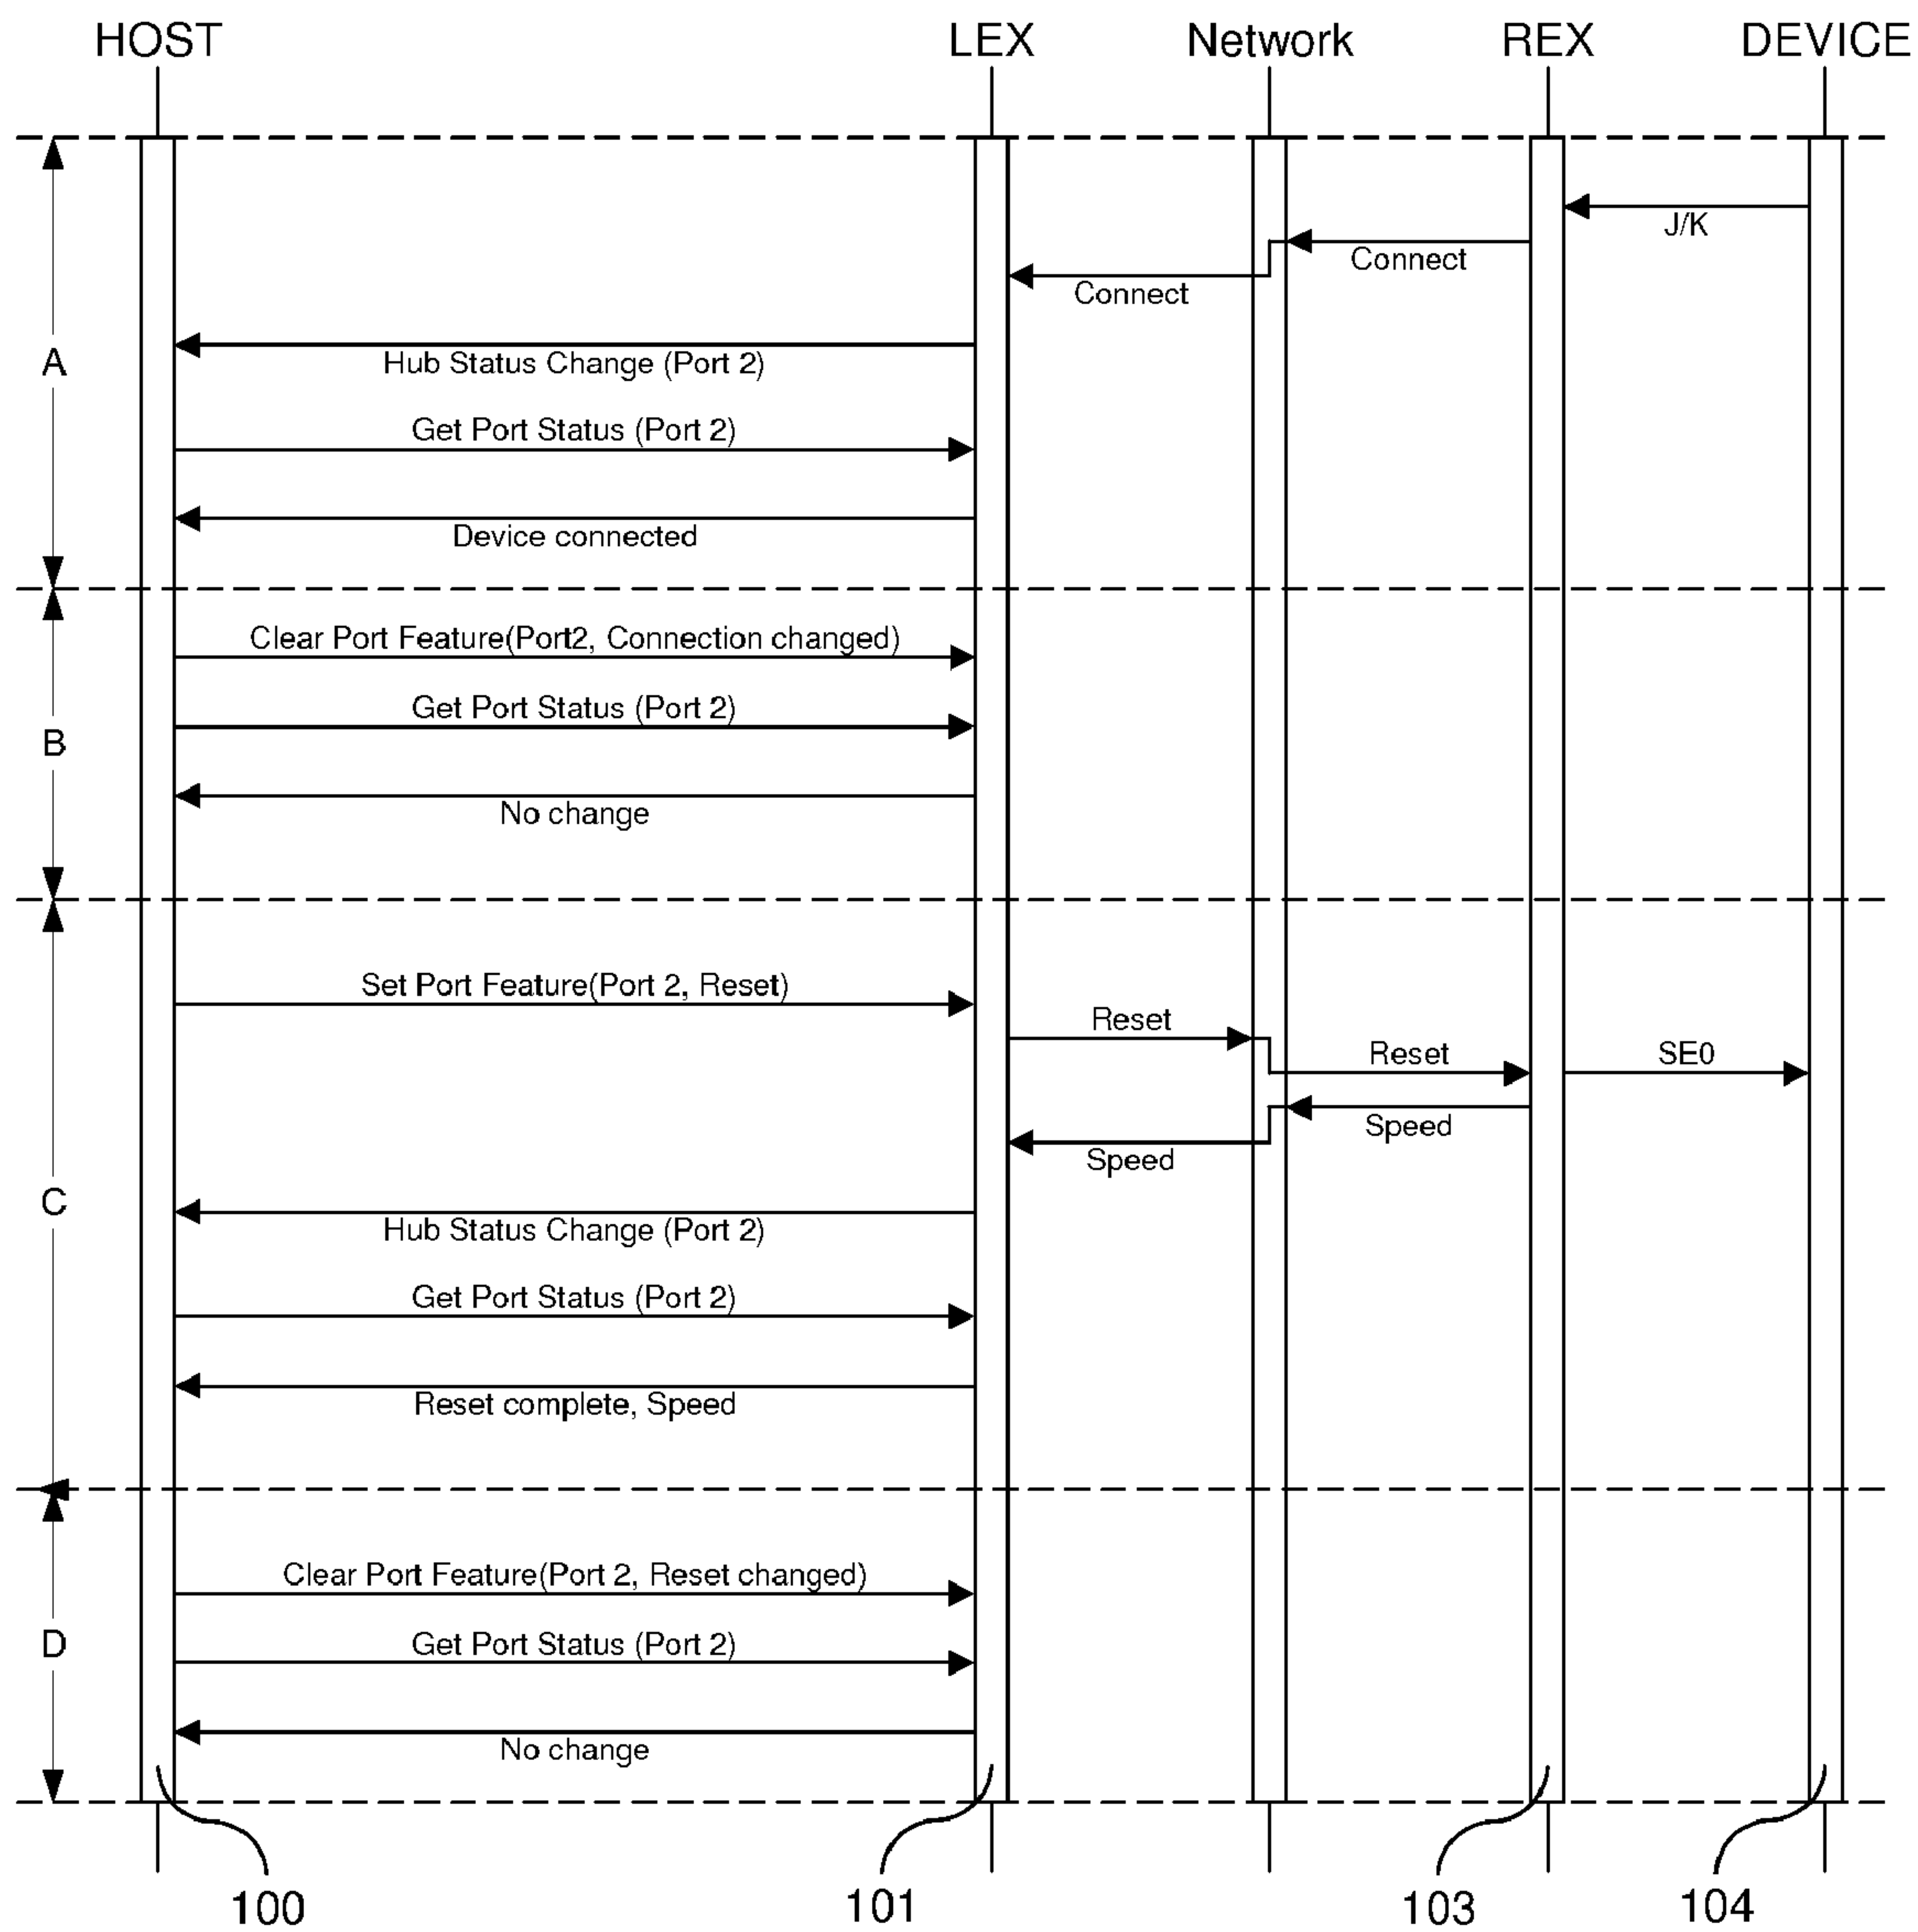 HOST LEX Network REX DEVICE
J/K
Connect
Connect
A
Hub Status Change (Port 2)
Get Port Status (Port 2)
Device connected
Clear Port Feature(Port2, Connection changed)
Get Port Status (Port 2)
B
No change
Set Port Feature(Port 2, Reset)
Reset
Reset
SE0
Speed
Speed
C
Hub Status Change (Port 2)
Get Port Status (Port 2)
Reset complete, Speed
Clear Port Feature(Port 2, Reset changed)
Get Port Status (Port 2)
D
No change
100 101 103 104